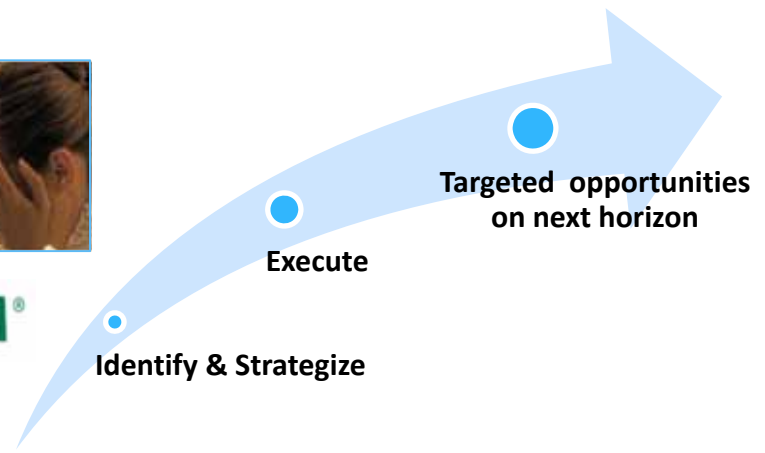 Targeted opportunities
on next horizon
Execute
®
Identify & Strategize